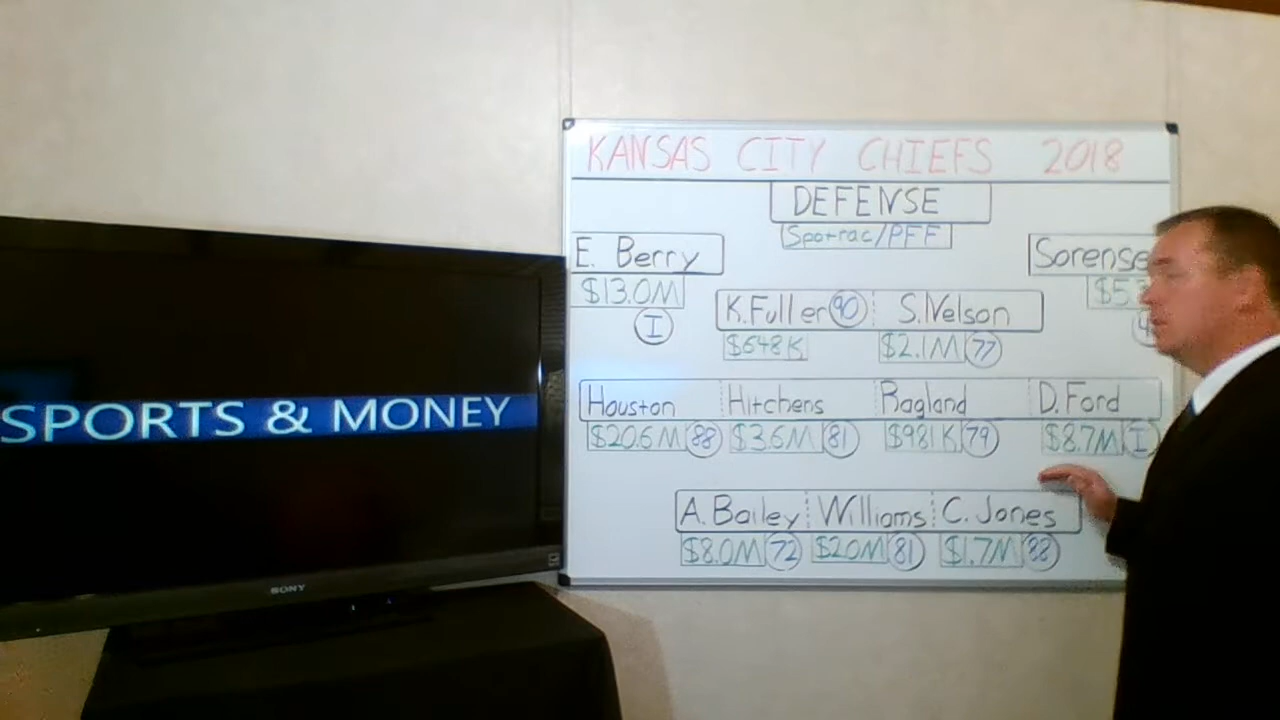 KANSAS CITY CHIEFS 2018
DEFENSE
Spotrac/PFF
E. Berry
$13.0M
I
K.Fuller 90 S.Nelson
$648K $2.1M 77
Houston Hitchens Ragland D.Ford
$20.6M 88 $3.6M 81 $981K 79 $8.7M I
A.Bailey Williams C.Jones
$8.0M 72 $2.0M 81 $1.7M 88
SPORTS & MONEY
SONY